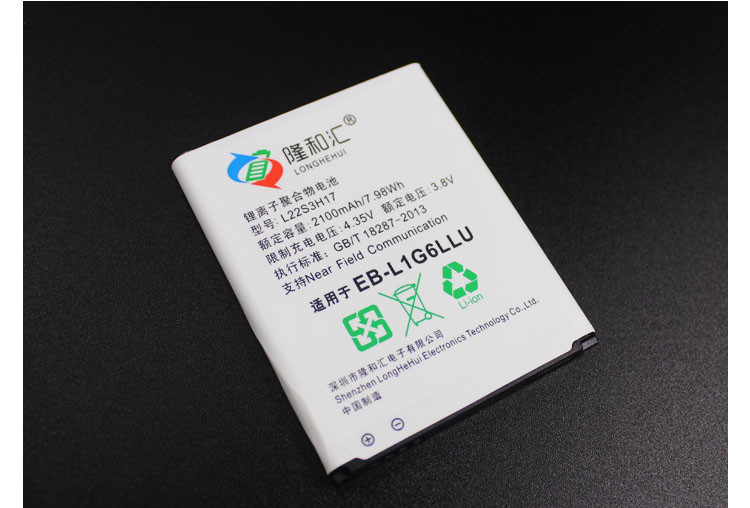 隆和汇®
LONGHEHUI
锂离子聚合物电池
型号: L22S3H17
额定容量: 2100mAh/7.98Wh
限制充电电压: 4.35V 额定电压: 3.8V
执行标准: GB/T 18287-2013
支持Near Field Communication
适用于 EB-L1G6LLU
Li-ion
深圳市隆和汇电子有限公司
Shenzhen LongHeHui Electronics Technology Co., Ltd.
中国制造